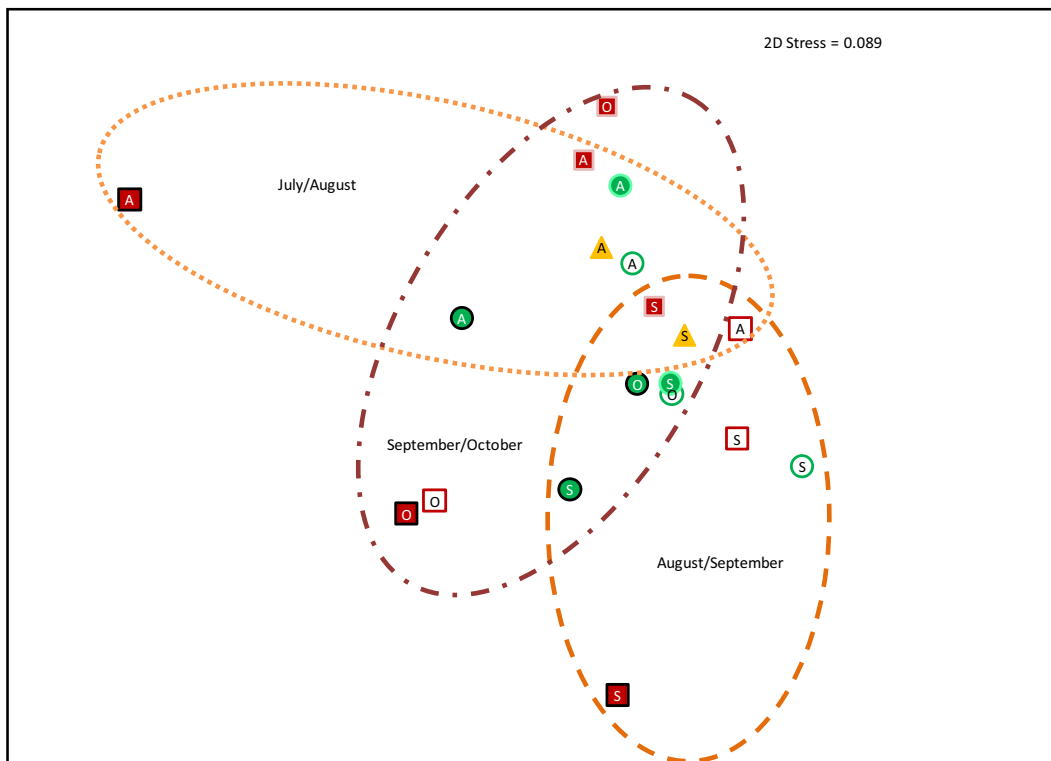 2D Stress = 0.089
O
A
July/August
A
A
A
A
S
A
A
S
O
S
O
S
September/October
S
S
O
O
August/September
S